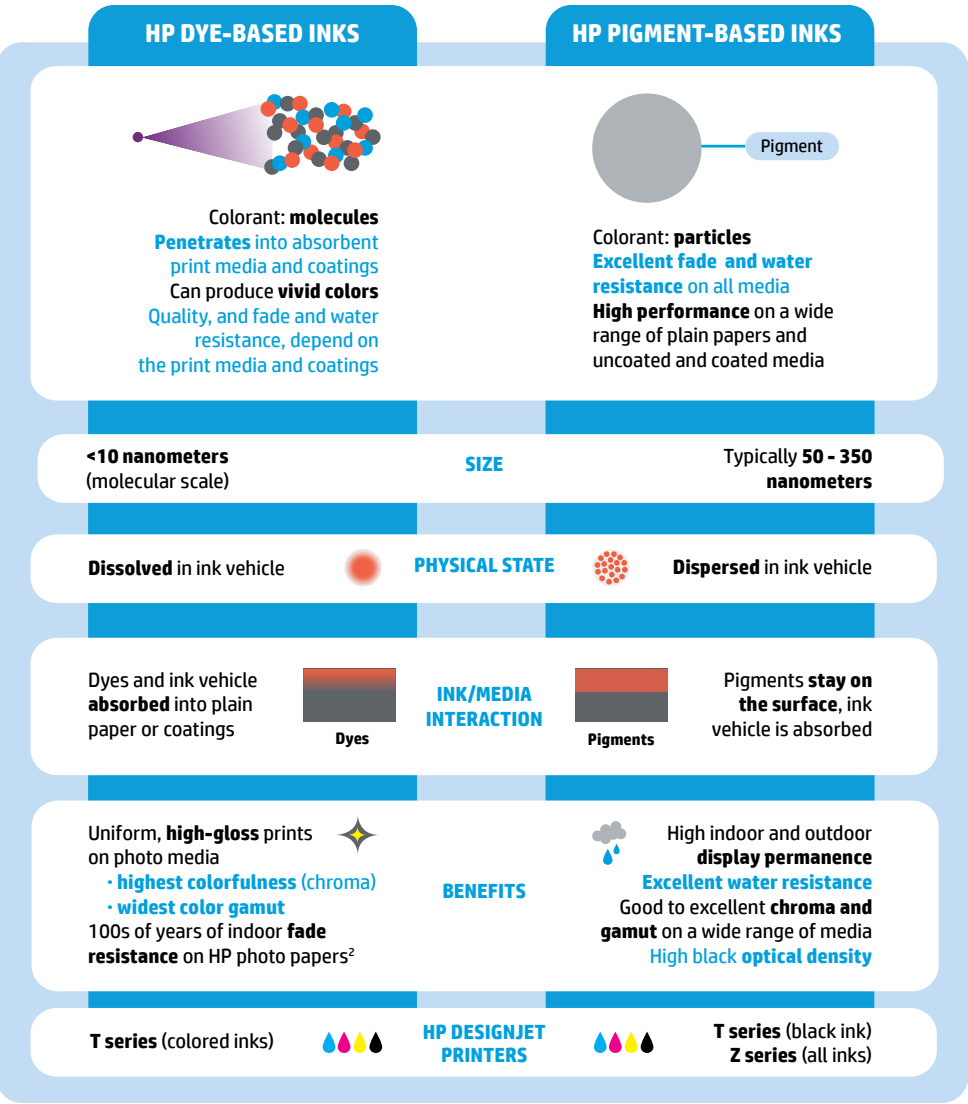 HP DYE-BASED INKS
HP PIGMENT-BASED INKS
Colorant: molecules
Penetrates into absorbent
print media and coatings
Can produce vivid colors
Quality, and fade and water
resistance, depend on
the print media and coatings
Pigment
Colorant: particles
Excellent fade and water
resistance on all media
High performance on a wide
range of plain papers and
uncoated and coated media
<10 nanometers
(molecular scale)
SIZE
Typically 50 - 350
nanometers
Dissolved in ink vehicle
PHYSICAL STATE
Dispersed in ink vehicle
Dyes and ink vehicle
absorbed into plain
paper or coatings
Dyes
INK/MEDIA
INTERACTION
Pigments
Pigments stay on
the surface, ink
vehicle is absorbed
Uniform, high-gloss prints
on photo media
· highest colorfulness (chroma)
· widest color gamut
100s of years of indoor fade
resistance on HP photo papers²
BENEFITS
High indoor and outdoor
display permanence
Excellent water resistance
Good to excellent chroma and
gamut on a wide range of media
High black optical density
T series (colored inks)
HP DESIGNJET
PRINTERS
T series (black ink)
Z series (all inks)